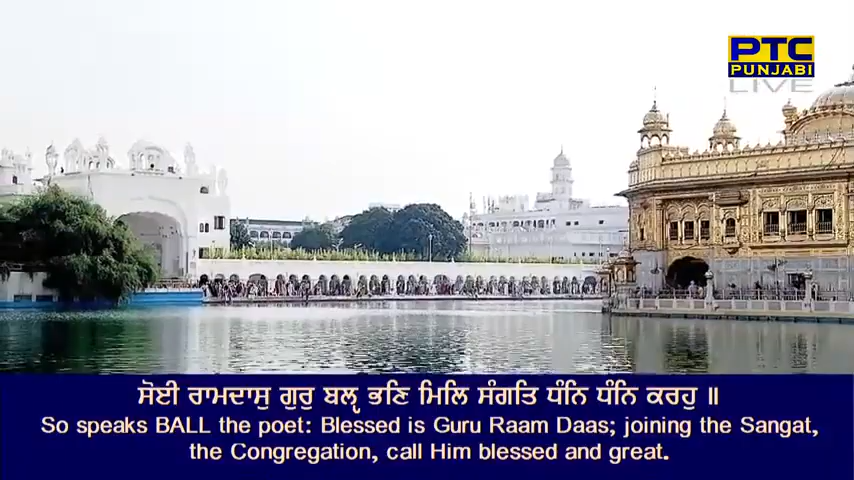 PTC
PUNJABI
LIVE
ਸੋਈ ਰਾਮਦਾਸੁ ਗੁਰੁ ਬਲੵ ਭਣਿ ਮਿਲਿ ਸੰਗਤਿ ਧੰਨਿ ਧੰਨਿ ਕਰਹੁ ॥
So speaks BALL the poet: Blessed is Guru Raam Daas; joining the Sangat,
the Congregation, call Him blessed and great.